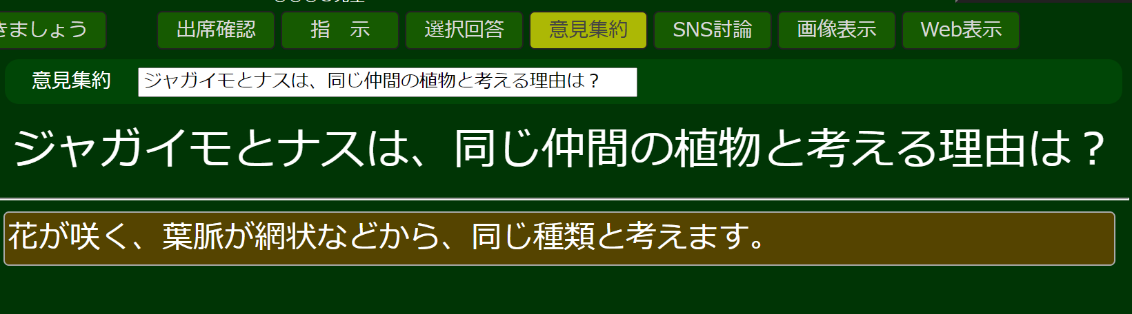 きましょう 出席確認 指　示 選択回答 意見集約 SNS討論 画像表示 Web表示
意見集約 ジャガイモとナスは、同じ仲間の植物と考える理由は？
ジャガイモとナスは、同じ仲間の植物と考える理由は？
花が咲く、葉脈が網状などから、同じ種類と考えます。